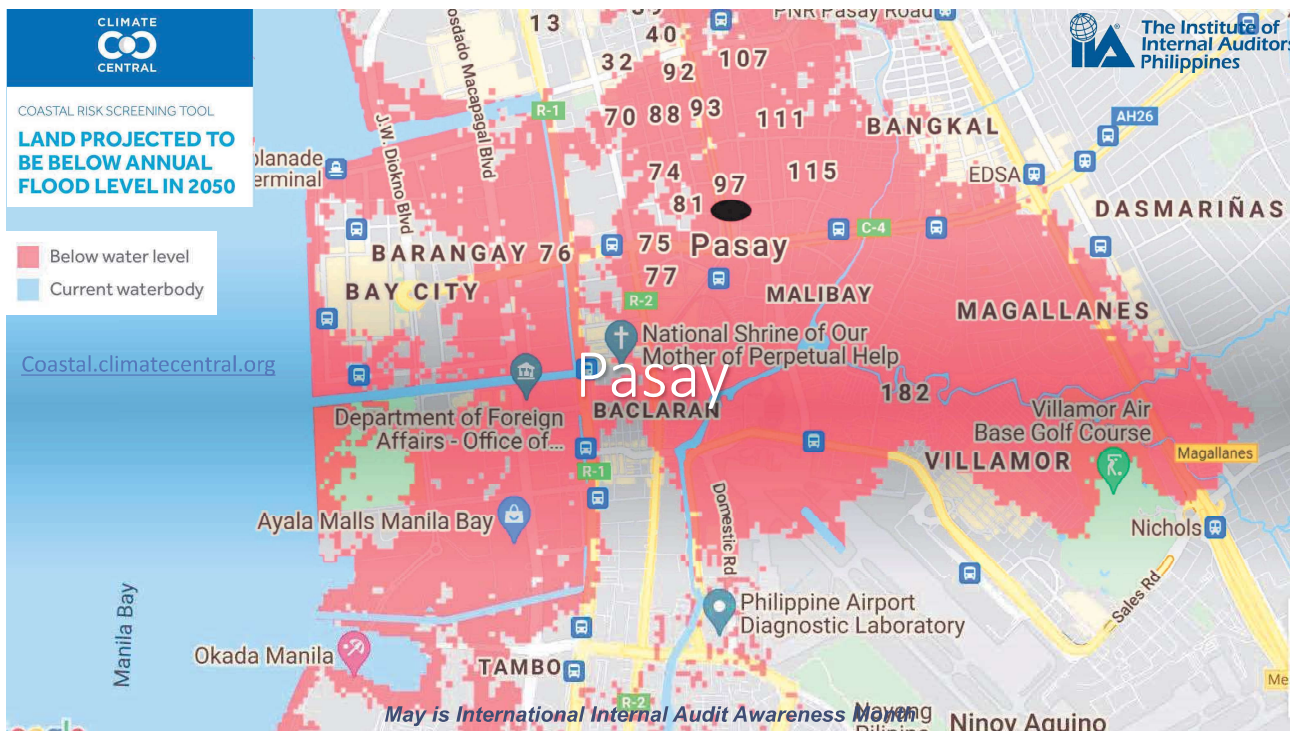 CLIMATE
CENTRAL
COASTAL RISK SCREENING TOOL
LAND PROJECTED TO
BE BELOW ANNUAL
FLOOD LEVEL IN 2050
Below water level
Current waterbody
Coastal.climatecentral.org
The Institute of
Internal Auditors
Philippines
IIA
PNR Pasay Road
13
40
32
92
107
R-1
70
88
93
111
BANGKAL
AH26
J.W. Diokno Blvd
Macapagal Blvd
74
97
115
EDSA
81
DASMARIÑAS
C-4
BARANGAY 76
75
Pasay
77
BAY CITY
R-2
MALIBAY
MAGALLANES
National Shrine of Our
Mother of Perpetual Help
Pasay
182
BACLARAN
Department of Foreign
Affairs - Office of...
Villamor Air
Base Golf Course
VILLAMOR
Magallanes
R-1
Ayala Malls Manila Bay
Domestic Rd
Nichols
Manila Bay
Philippine Airport
Diagnostic Laboratory
Sales Rd
Okada Manila
TAMBO
R-2
May is International Internal Audit Awareness Month
Ninoy Aquino